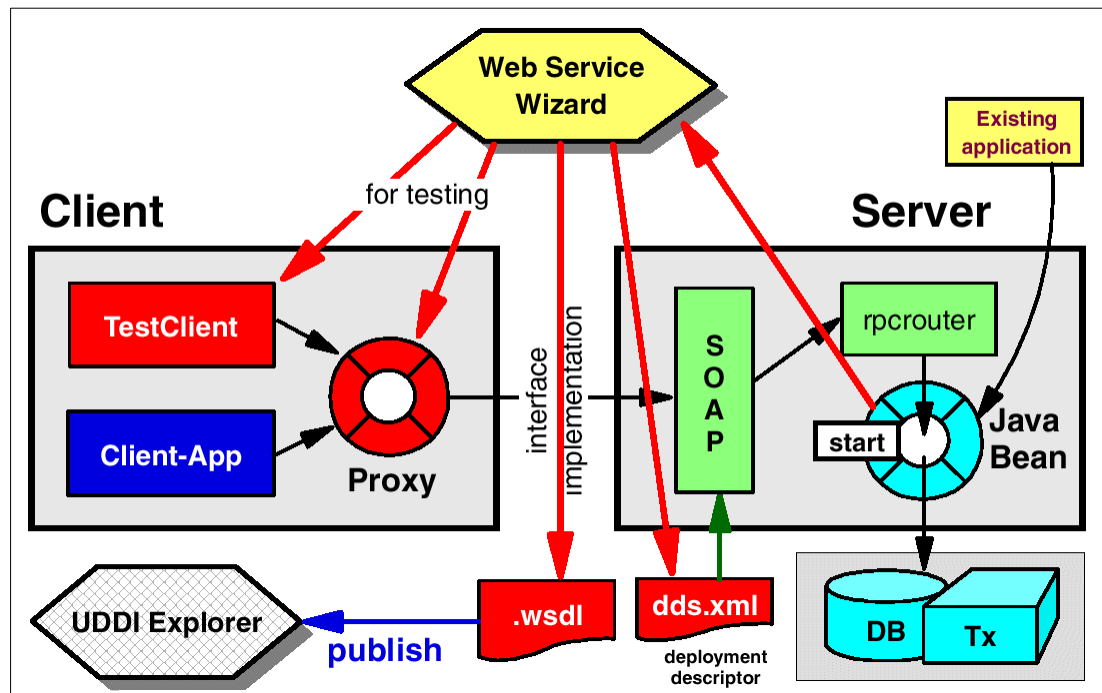 Web Service
Wizard
Existing
application
for testing
Client
Server
TestClient
Client-App
Proxy
interface
implementation
S
O
A
P
rpcrouter
start
Java
Bean
UDDI Explorer
publish
.wsdl
dds.xml
deployment
descriptor
DB
Tx